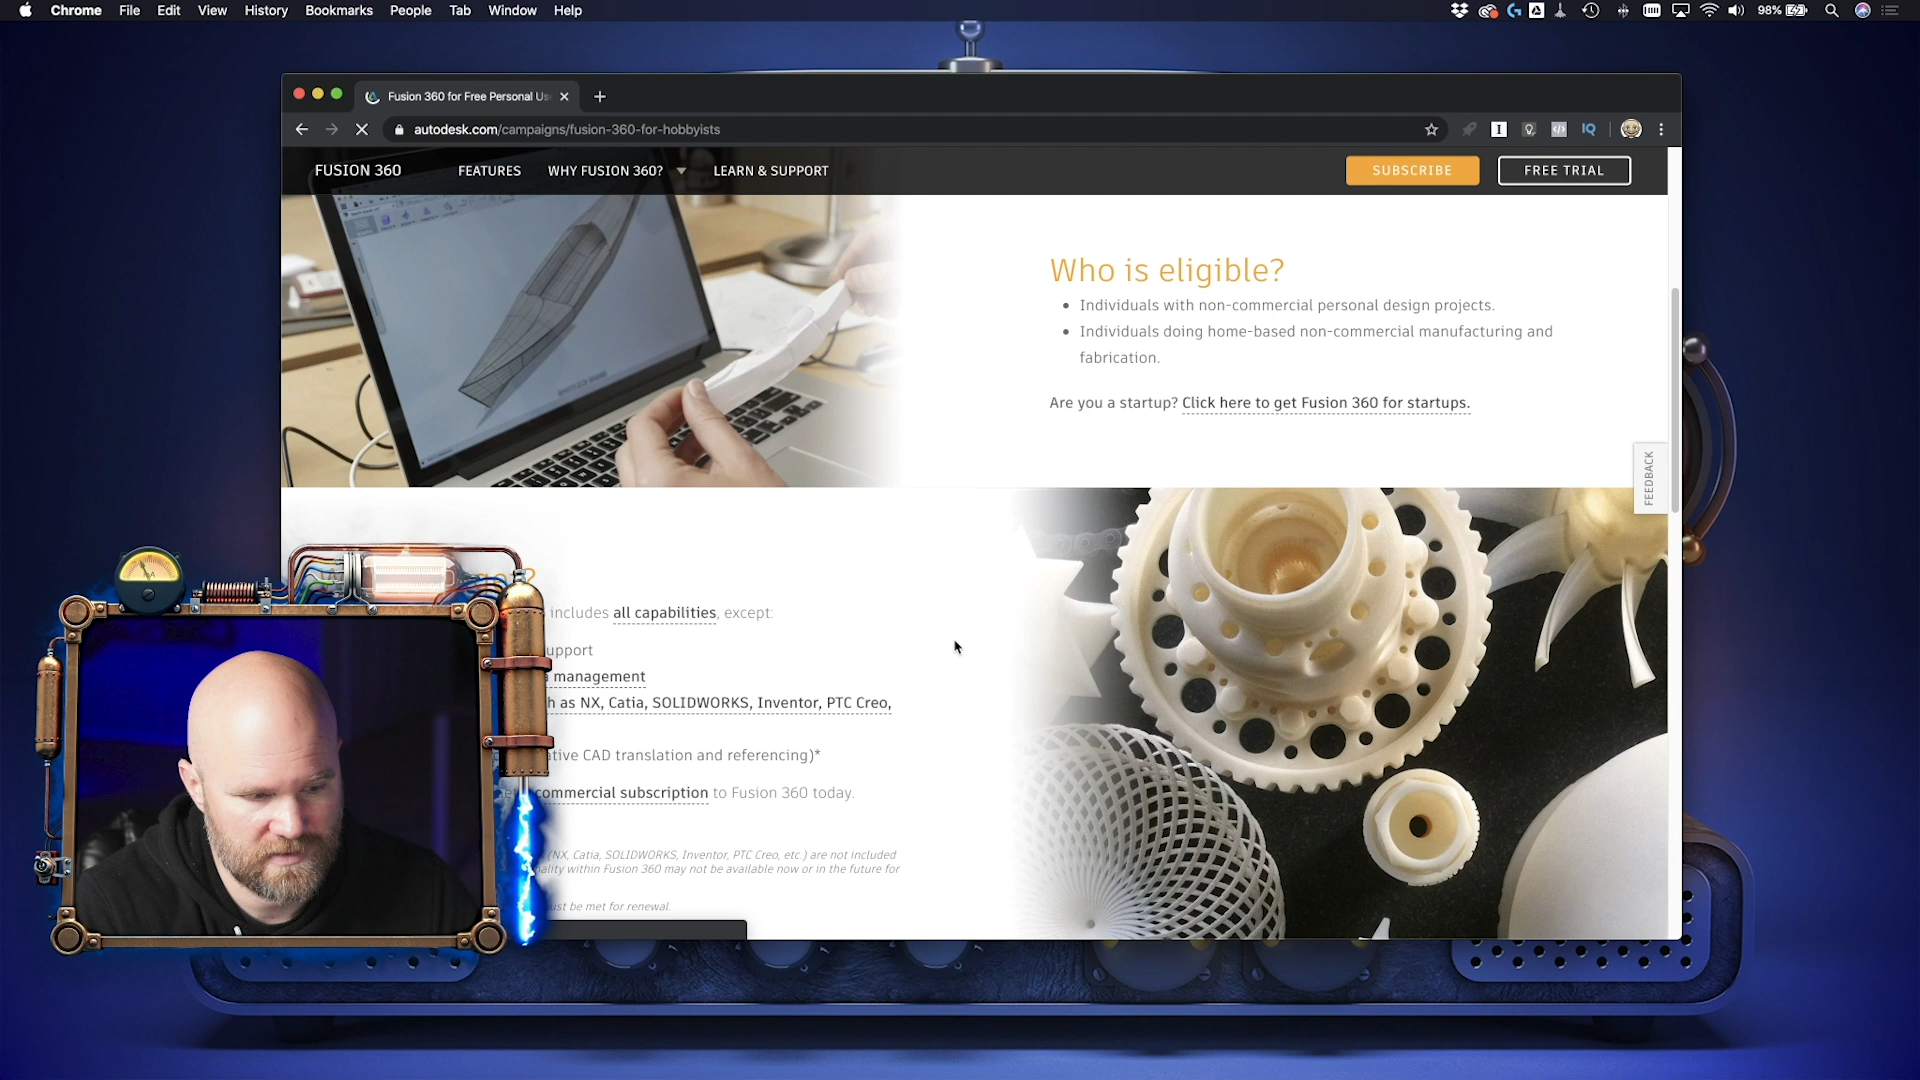 Chrome File Edit View History Bookmarks People Tab Window Help
98%
Fusion 360 for Free Personal Us
autodesk.com/campaigns/fusion-360-for-hobbyists
IQ
FUSION 360 FEATURES WHY FUSION 360? LEARN & SUPPORT SUBSCRIBE FREE TRIAL
Who is eligible?
Individuals with non-commercial personal design projects.
Individuals doing home-based non-commercial manufacturing and
fabrication.
Are you a startup? Click here to get Fusion 360 for startups.
FEEDBACK
includes all capabilities, except:
upport
management
h as NX, Catia, SOLIDWORKS, Inventor, PTC Creo,
ative CAD translation and referencing)*
commercial subscription to Fusion 360 today.
(NX, Catia, SOLIDWORKS, Inventor, PTC Creo, etc.) are not included
ality within Fusion 360 may not be available now or in the future for
ust be met for renewal.